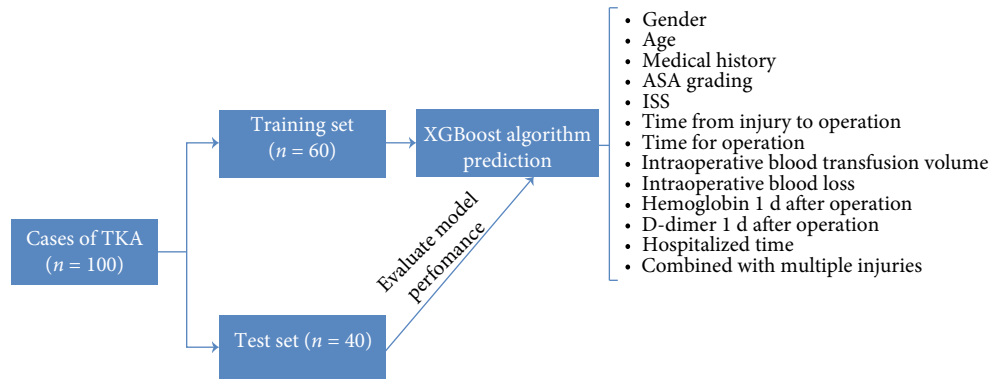 Cases of TKA
(n = 100)
Training set
(n = 60)
Test set (n = 40)
Evaluate model
perfomance
XGBoost algorithm
prediction
• Gender
• Age
• Medical history
• ASA grading
• ISS
• Time from injury to operation
• Time for operation
• Intraoperative blood transfusion volume
• Intraoperative blood loss
• Hemoglobin 1 d after operation
• D-dimer 1 d after operation
• Hospitalized time
• Combined with multiple injuries